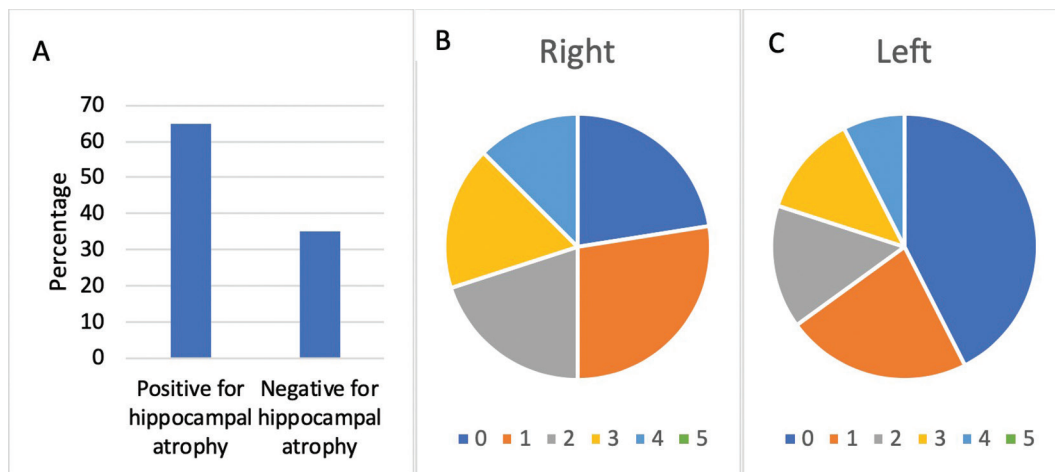 A
Percentage
70
60
50
40
30
20
10
0
Positive for
hippocampal
atrophy
Negative for
hippocampal
atrophy
B
Right
0 1 2 3 4 5
C
Left
0 1 2 3 4 5